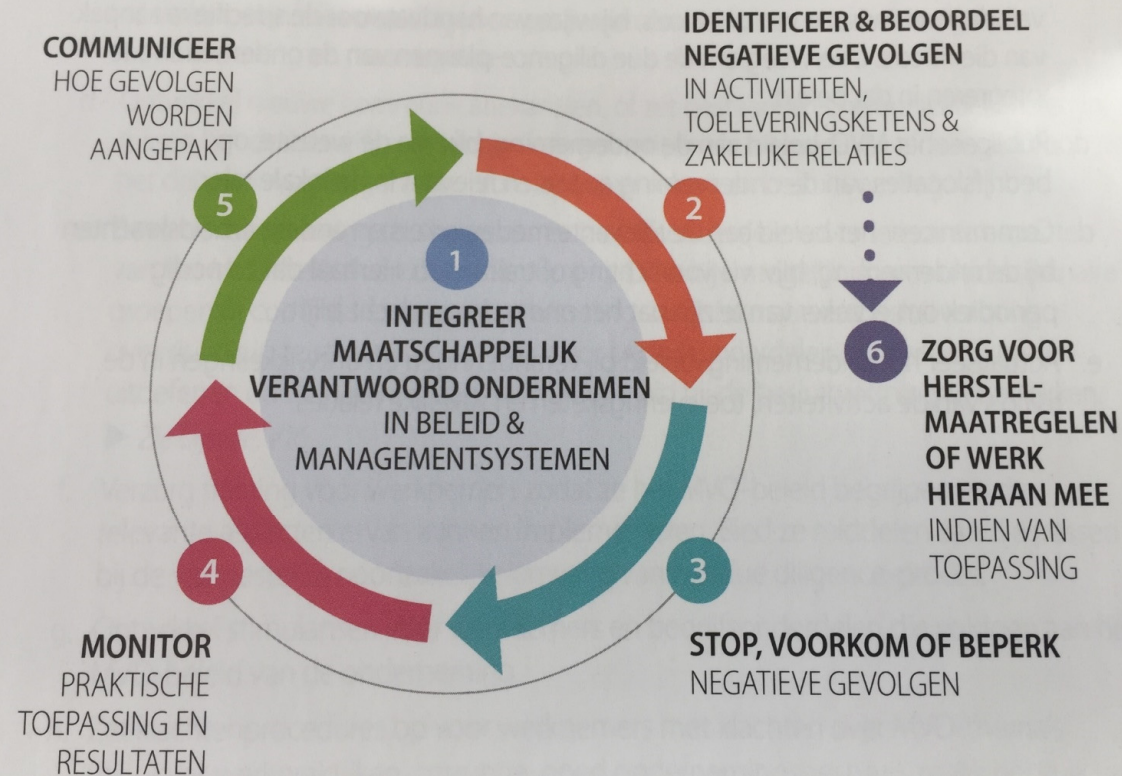 COMMUNICEER
HOE GEVOLGEN
WORDEN
AANGEPAKT
5
IDENTIFICEER & BEOORDEEL
NEGATIEVE GEVOLGEN
IN ACTIVITEITEN,
TOELEVERINGSKETENS &
ZAKELIJKE RELATIES
2
1
INTEGREER
MAATSCHAPPELIJK
VERANTWOORD ONDERNEMEN
IN BELEID &
MANAGEMENTSYSTEMEN
6
ZORG VOOR
HERSTEL-
MAATREGELEN
OF WERK
HIERAAN MEE
INDIEN VAN
TOEPASSING
4
MONITOR
PRAKTISCHE
TOEPASSING EN
RESULTATEN
3
STOP, VOORKOM OF BEPERK
NEGATIEVE GEVOLGEN